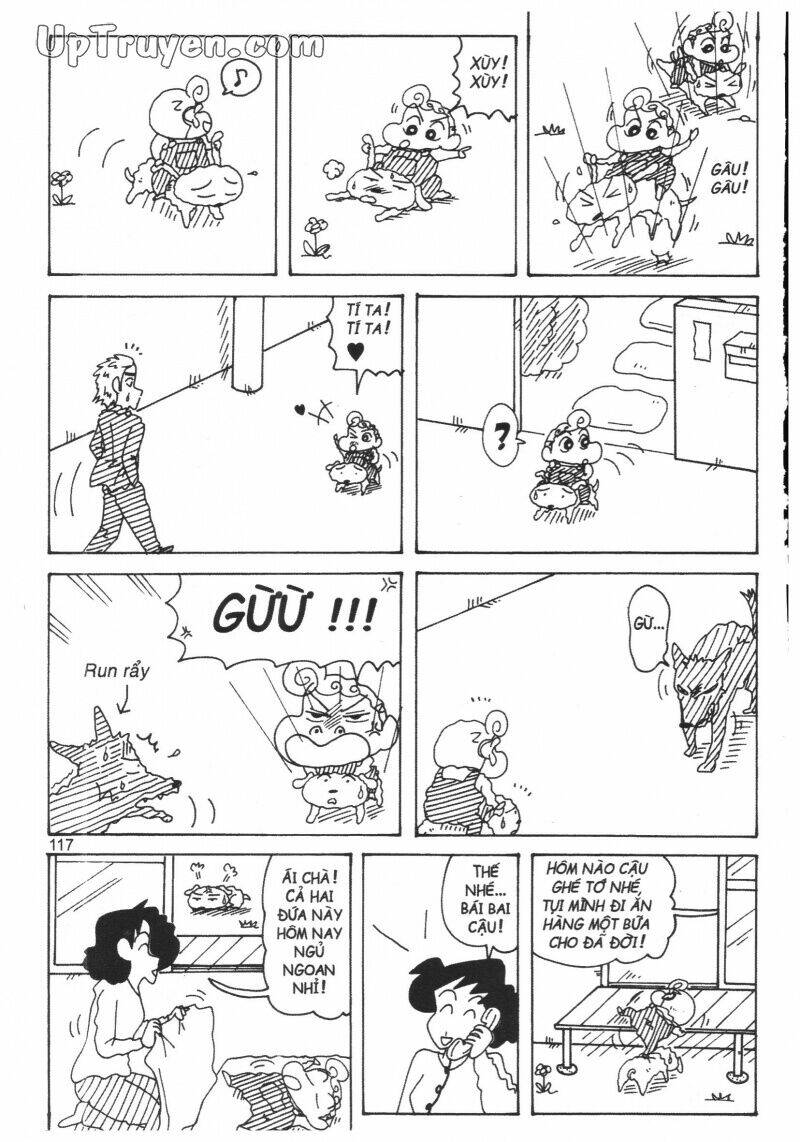 UpTruyen.com
GÂU!
GÂU!
XÙY!
XÙY!
?
TÍ TA!
TÍ TA!
GỪ...
GỪỪ !!!
Run rẩy
117
HÔM NÀO CẬU
GHÉ TỚ NHÉ,
TỤI MÌNH ĐI ĂN
HÀNG MỘT BỮA
CHO ĐÃ ĐỜI!
THẾ
NHÉ...
BÁI BAI
CẬU!
ÁI CHÀ!
CẢ HAI
ĐỨA NÀY
HÔM NAY
NGỦ
NGOAN
NHỈ!